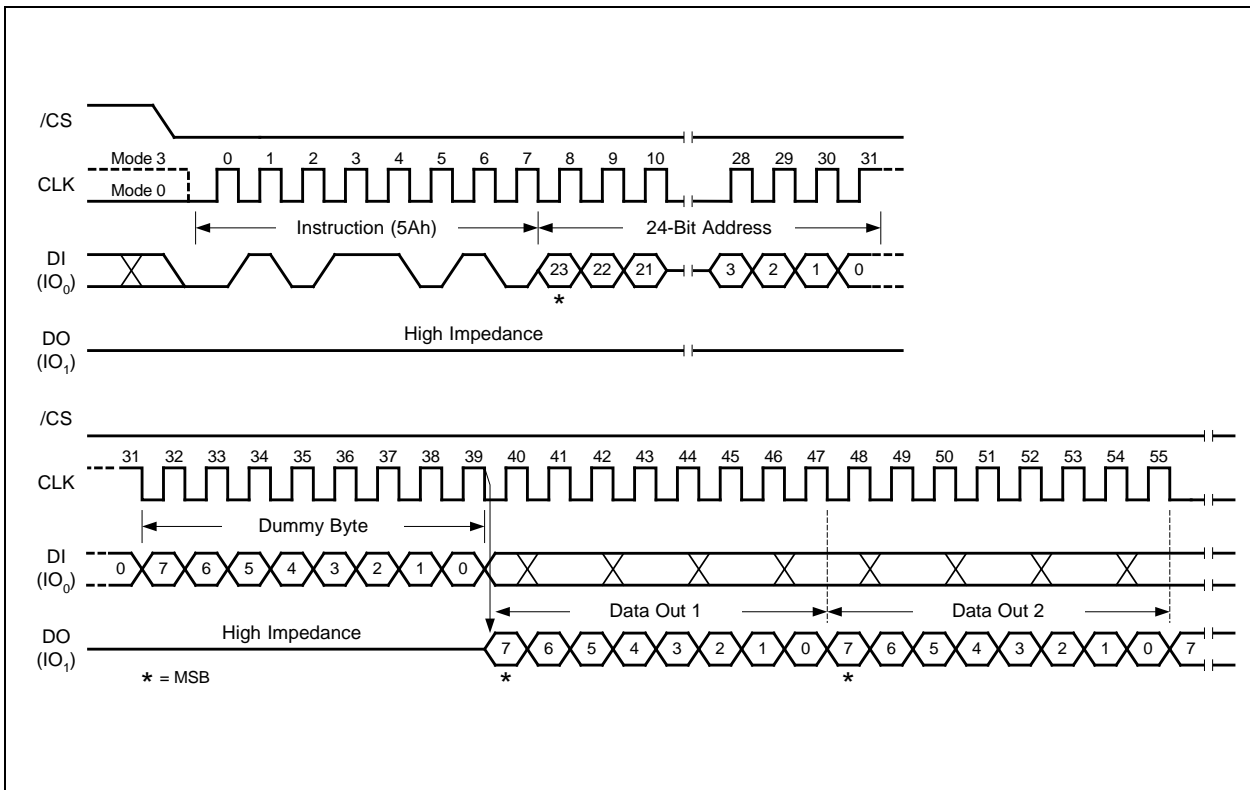 /CS
Mode 3 0 1 2 3 4 5 6 7 8 9 10 28 29 30 31
CLK
Mode 0
Instruction (5Ah) 24-Bit Address
DI
(IO0) 23 22 21 3 2 1 0
*
High Impedance
DO
(IO1)
/CS
31 32 33 34 35 36 37 38 39 40 41 42 43 44 45 46 47 48 49 50 51 52 53 54 55
CLK
Dummy Byte
DI
(IO0) 0 7 6 5 4 3 2 1 0
Data Out 1 Data Out 2
High Impedance
DO
(IO1) 7 6 5 4 3 2 1 0 7 6 5 4 3 2 1 0 7
* = MSB * *